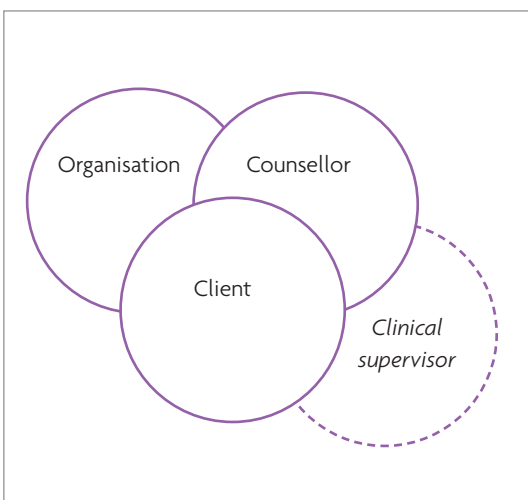 Organisation
Counsellor
Client
Clinical
supervisor